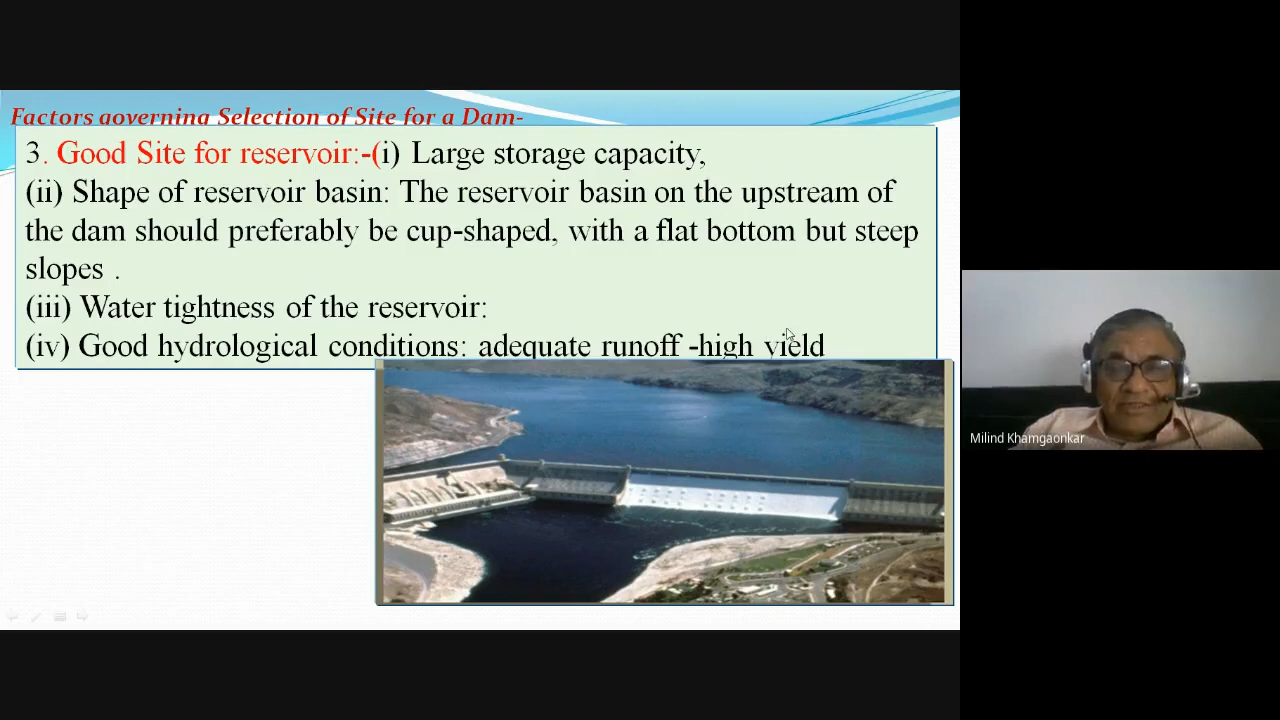 Factors governing Selection of Site for a Dam-
3. Good Site for reservoir:-(i) Large storage capacity,
(ii) Shape of reservoir basin: The reservoir basin on the upstream of
the dam should preferably be cup-shaped, with a flat bottom but steep
slopes .
(iii) Water tightness of the reservoir:
(iv) Good hydrological conditions: adequate runoff -high yield
Milind Khamgaonkar